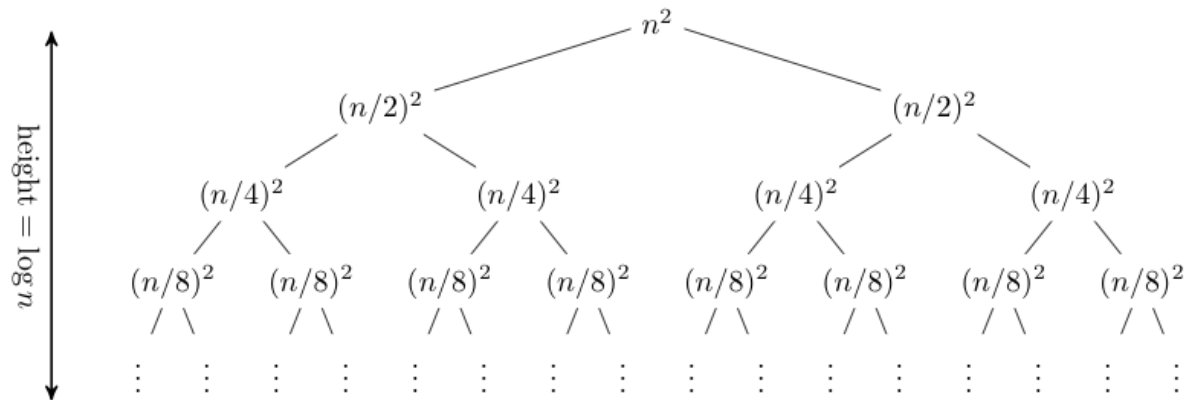 n²
(n/2)² (n/2)²
(n/4)² (n/4)² (n/4)² (n/4)²
(n/8)² (n/8)² (n/8)² (n/8)² (n/8)² (n/8)² (n/8)² (n/8)²
⋮ ⋮ ⋮ ⋮ ⋮ ⋮ ⋮ ⋮ ⋮ ⋮ ⋮ ⋮ ⋮ ⋮ ⋮ ⋮
height = log n